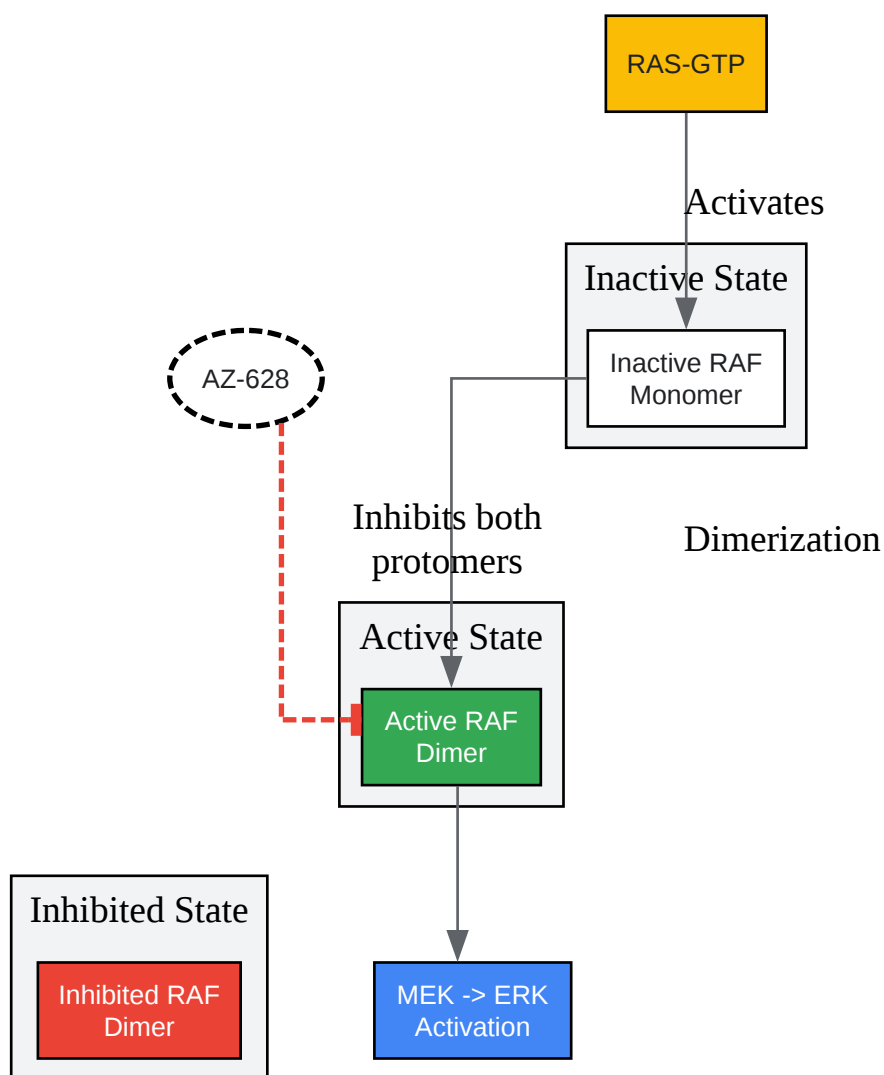 RAS-GTP
Activates
Inactive State
Inactive RAF
Monomer
AZ-628
Inhibits both
protomers
Dimerization
Active State
Active RAF
Dimer
Inhibited State
Inhibited RAF
Dimer
MEK -> ERK
Activation